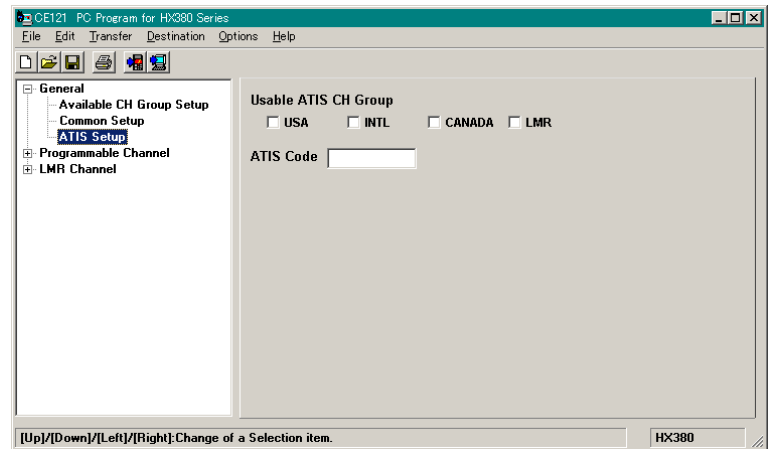 CE121 PC Program for HX380 Series
File Edit Transfer Destination Options Help
General
Available CH Group Setup
Common Setup
ATIS Setup
Programmable Channel
LMR Channel
Usable ATIS CH Group
USA INTL CANADA LMR
ATIS Code
[Up]/[Down]/[Left]/[Right]:Change of a Selection item.
HX380